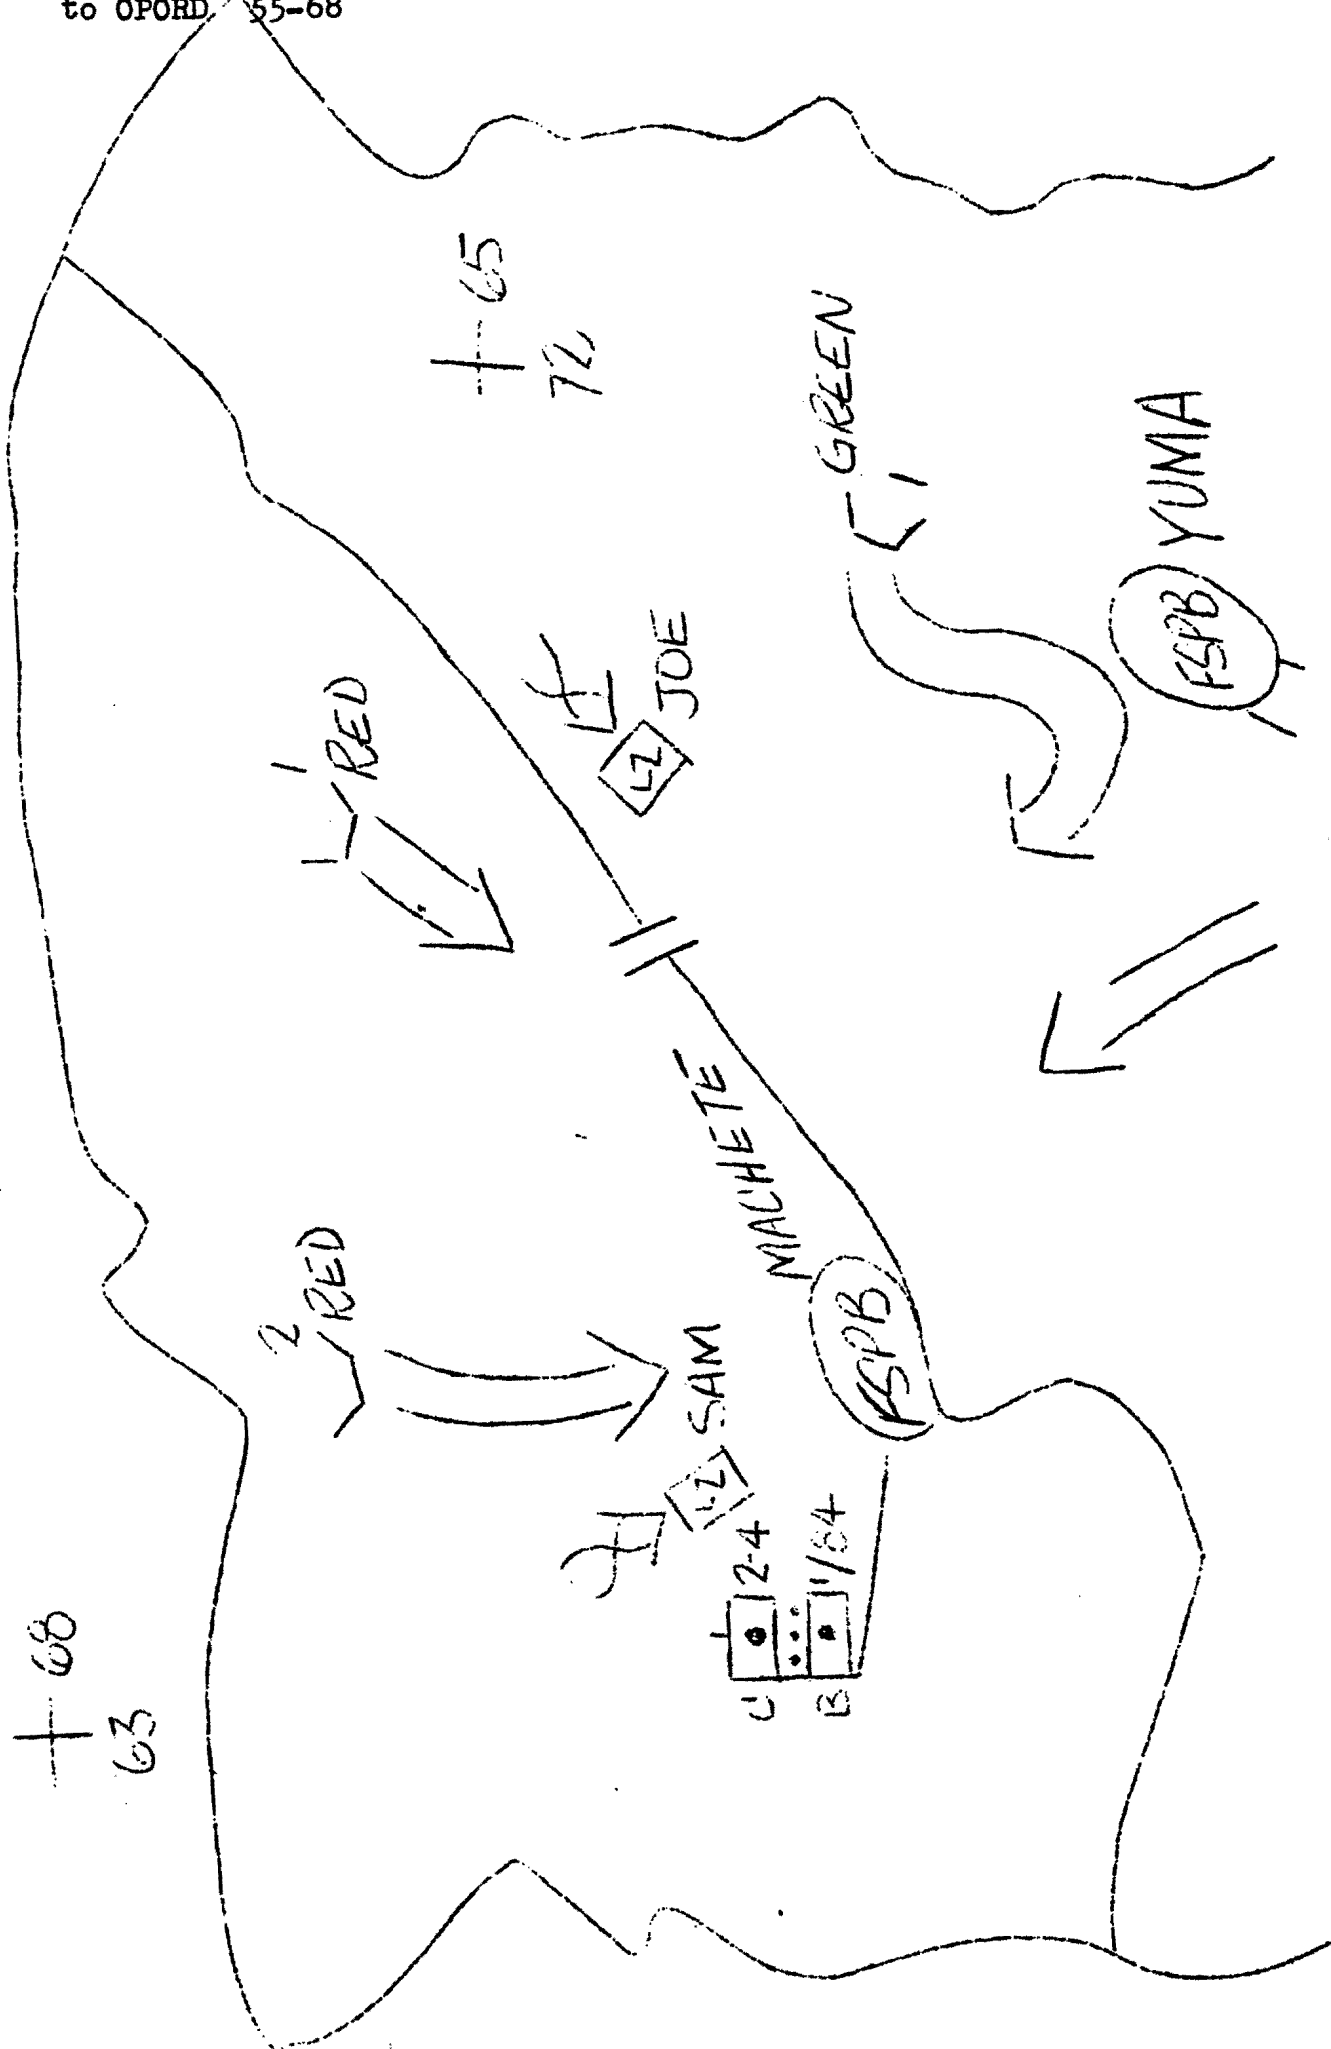 to OPORD 55-68
+ 68
63
+ 65
72
2
RED
1
RED
LZ SAM
LZ
JOE
MACHETE
FSPB
C 2-4
B 1/84
GREEN
1
FSPB YUMA